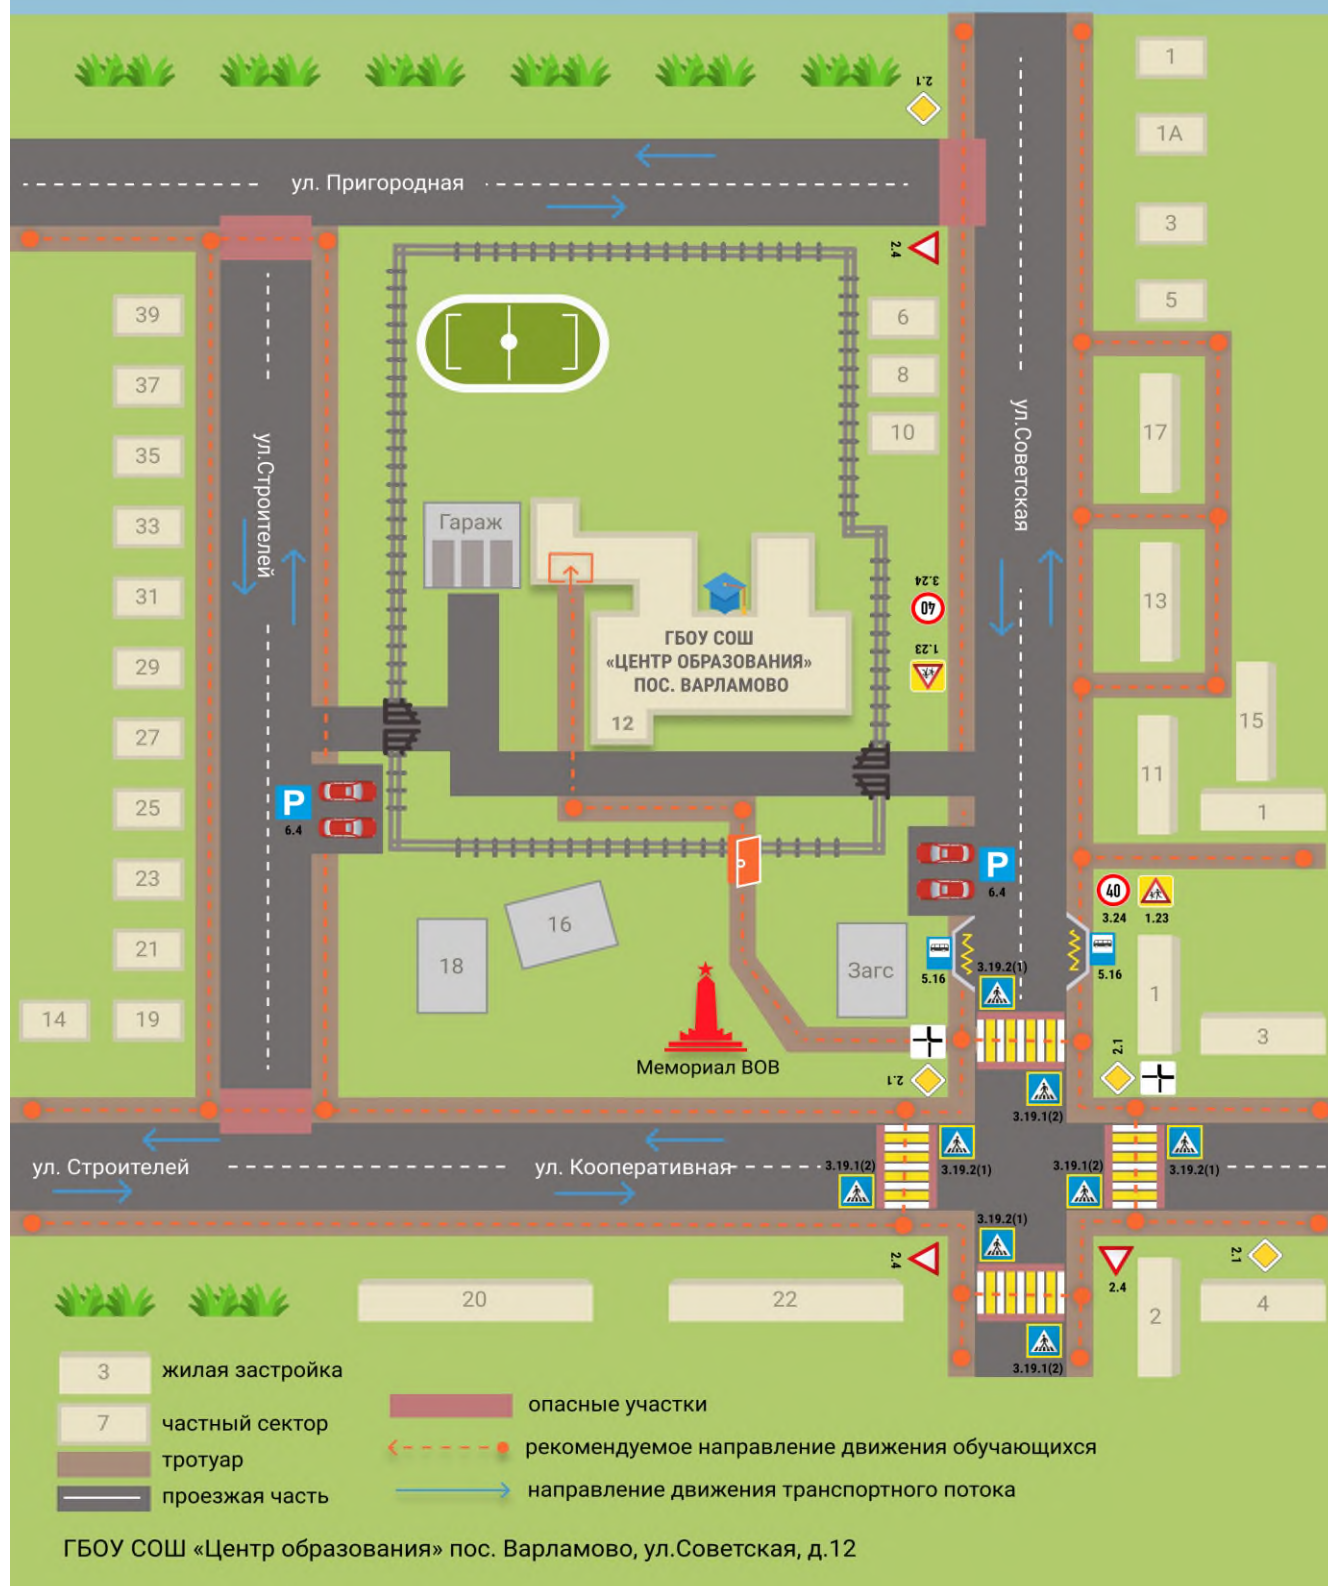 1
2.1
1А
ул. Пригородная
3
2.4
5
39
6
37
8
17
10
ул.Строителей
ул.Советская
35
33
Гараж
31
3.24
40
13
ГБОУ СОШ
«ЦЕНТР ОБРАЗОВАНИЯ»
ПОС. ВАРЛАМОВО
12
1.23
29
27
15
11
25
P
6.4
1
23
P
6.4
40
3.24
1.23
21
16
18
Загс
5.16
3.19.2(1)
5.16
1
14
19
3
Мемориал ВОВ
2.1
2.1
3.19.1(2)
ул. Строителей
ул. Кооперативная
3.19.1(2)
3.19.2(1)
3.19.1(2)
3.19.2(1)
3.19.2(1)
2.4
2.4
2.1
20
22
2
4
3.19.1(2)
3 жилая застройка
7 частный сектор
тротуар
проезжая часть
опасные участки
рекомендуемое направление движения обучающихся
направление движения транспортного потока
ГБОУ СОШ «Центр образования» пос. Варламово, ул.Советская, д.12